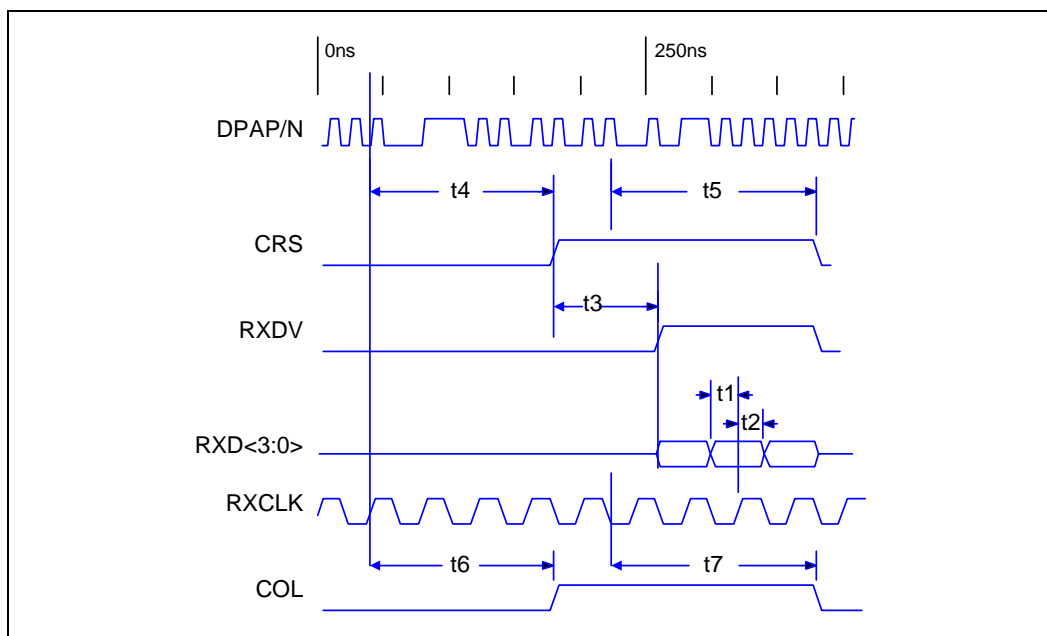 0ns 250ns
DPAP/N
t4 t5
CRS
t3
RXDV
t1
t2
RXD<3:0>
RXCLK
t6 t7
COL